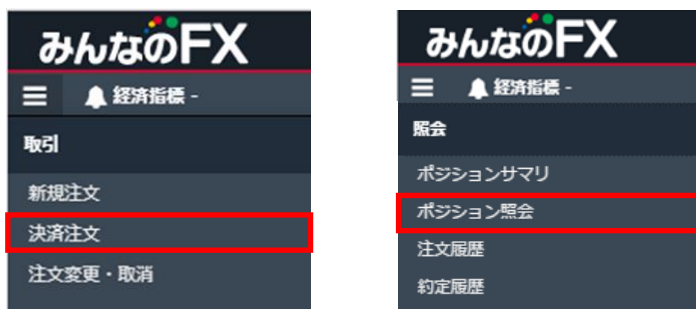 みんなのFX
経済指標 -
取引
新規注文
決済注文
注文変更・取消
みんなのFX
経済指標 -
照会
ポジションサマリ
ポジション照会
注文履歴
約定履歴